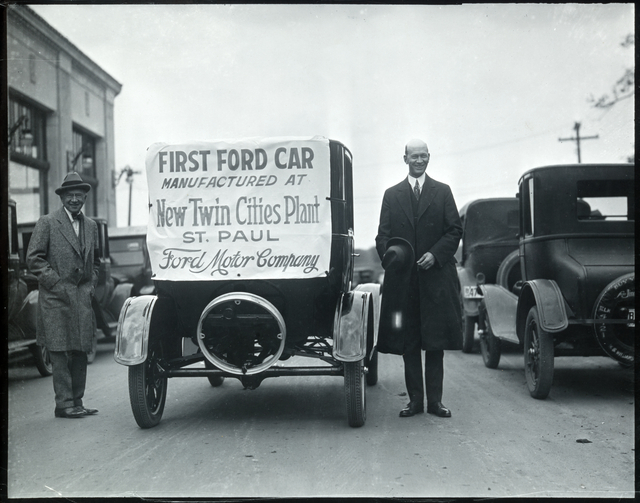 FIRST FORD CAR
MANUFACTURED AT
New Twin Cities Plant
ST. PAUL
Ford Motor Company